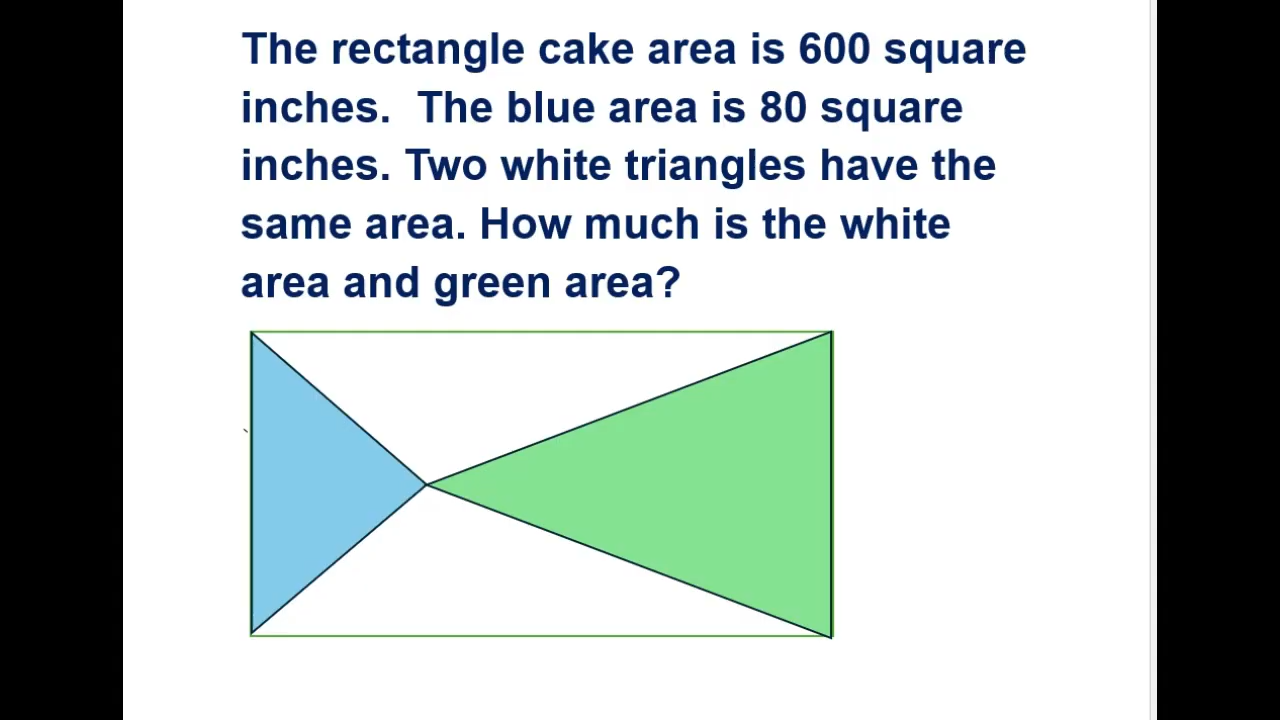 The rectangle cake area is 600 square
inches.  The blue area is 80 square
inches. Two white triangles have the
same area. How much is the white
area and green area?